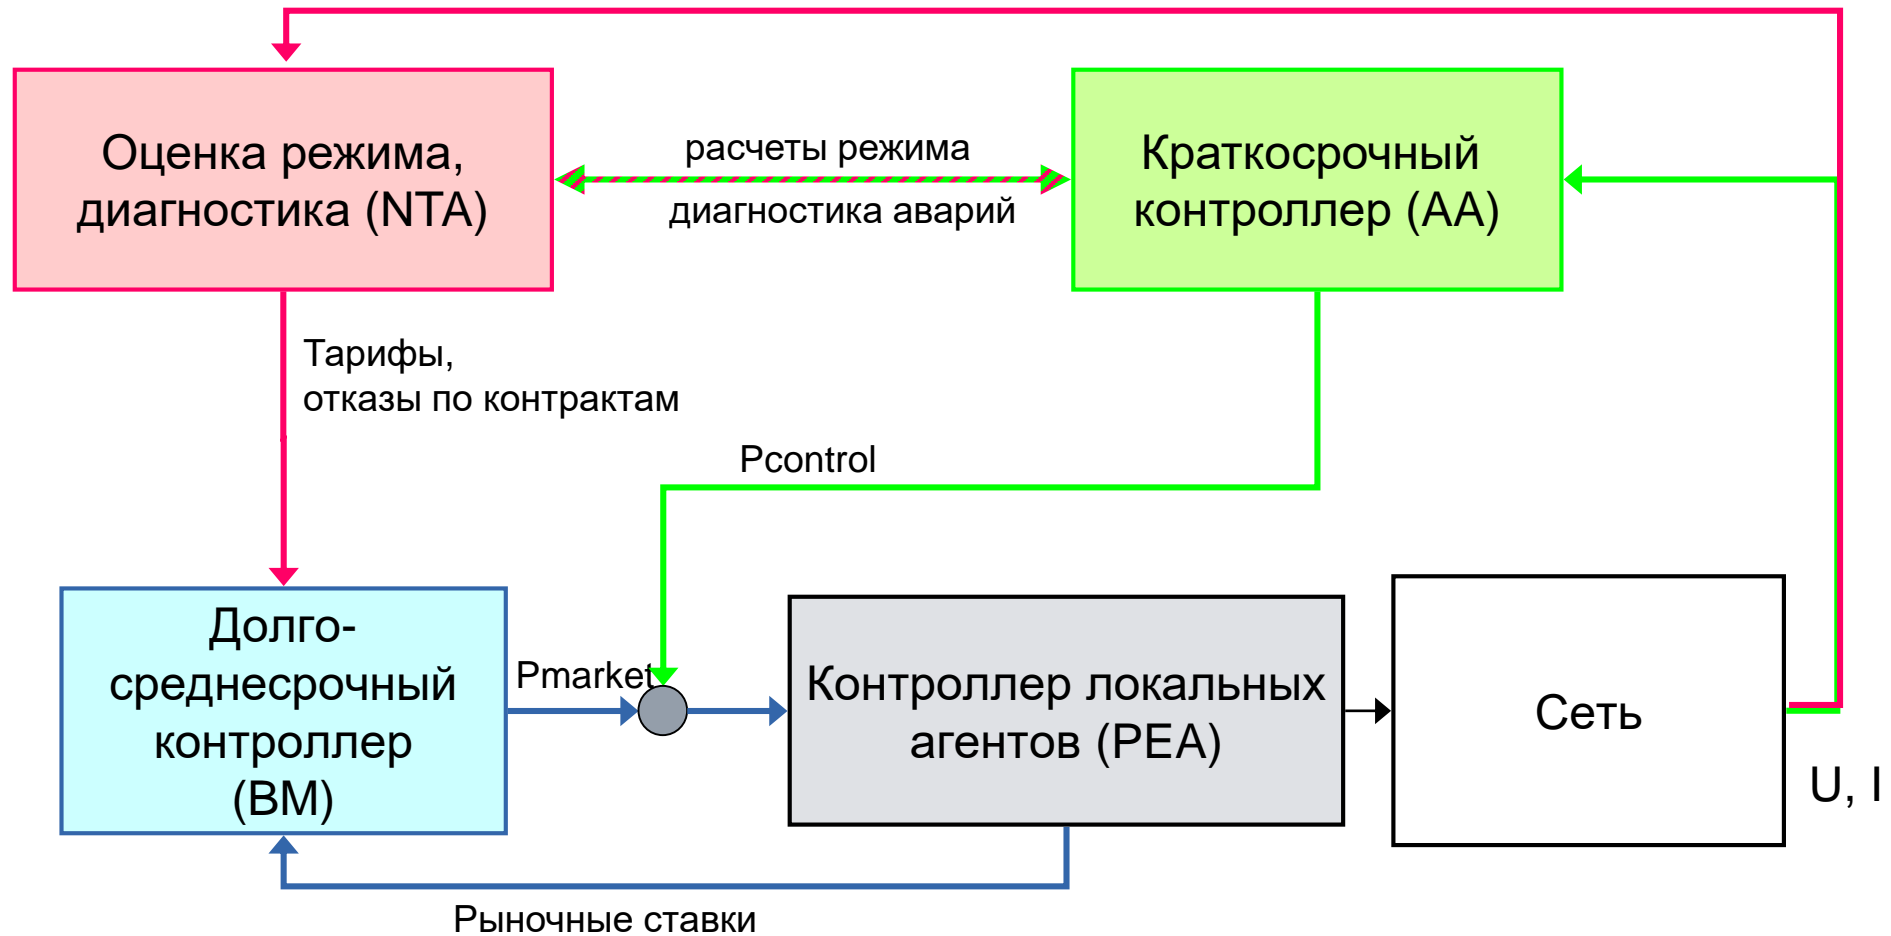 Оценка режима,
диагностика (NTA)
расчеты режима
диагностика аварий
Краткосрочный
контроллер (AA)
Тарифы,
отказы по контрактам
Pcontrol
Долго-
среднесрочный
контроллер
(BM)
Pmarket
Контроллер локальных
агентов (PEA)
Сеть
U, I
Рыночные ставки